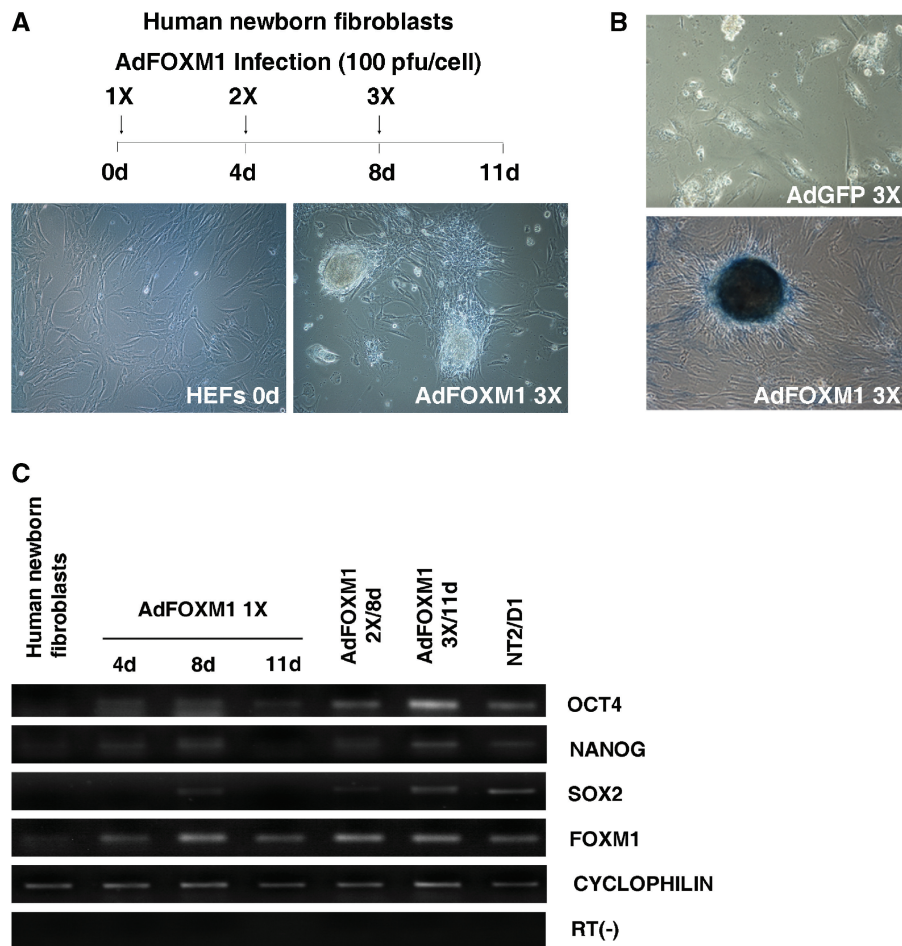 A
Human newborn fibroblasts
AdFOXM1 Infection (100 pfu/cell)
1X 2X 3X
0d 4d 8d 11d
HEFs 0d
AdFOXM1 3X
B
AdGFP 3X
AdFOXM1 3X
C
Human newborn
fibroblasts
AdFOXM1 1X
4d 8d 11d
AdFOXM1
2X/8d
AdFOXM1
3X/11d
NT2/D1
OCT4
NANOG
SOX2
FOXM1
CYCLOPHILIN
RT(-)